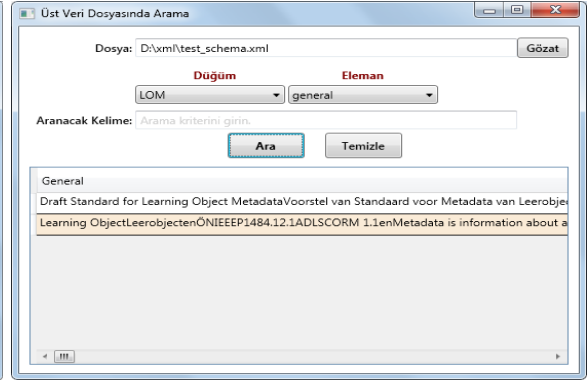 Üst Veri Dosyasında Arama
Dosya: D:\xml\test_schema.xml Gözat
Düğüm Eleman
LOM general
Aranacak Kelime: Arama kriterini girin.
Ara Temizle
General
Draft Standard for Learning Object MetadataVoorstel van Standaard voor Metadata van Leerobje
Learning ObjectLeerobjectenÖNIEEEP1484.12.1ADLSCORM 1.1enMetadata is information about a